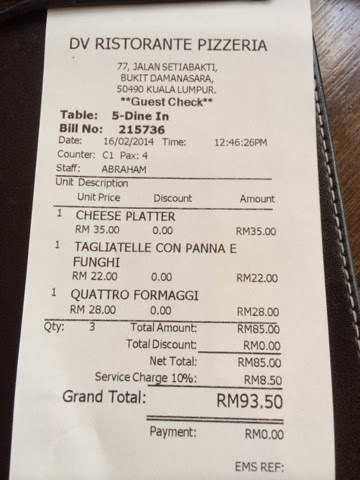 DV RISTORANTE PIZZERIA
77, JALAN SETIABAKTI,
BUKIT DAMANASARA,
50490 KUALA LUMPUR.
**Guest Check**
Table: 5-Dine In
Bill No: 215736
Date: 16/02/2014 Time: 12:46:26PM
Counter: C1 Pax: 4
Staff: ABRAHAM
Unit Description
Unit Price Discount Amount
1 CHEESE PLATTER
RM 35.00 0.00 RM35.00
1 TAGLIATELLE CON PANNA E
FUNGHI
RM 22.00 0.00 RM22.00
1 QUATTRO FORMAGGI
RM 28.00 0.00 RM28.00
Qty: 3 Total Amount: RM85.00
Total Discount: RM0.00
Net Total: RM85.00
Service Charge 10%: RM8.50
Grand Total: RM93.50
Payment: RM0.00
EMS REF: